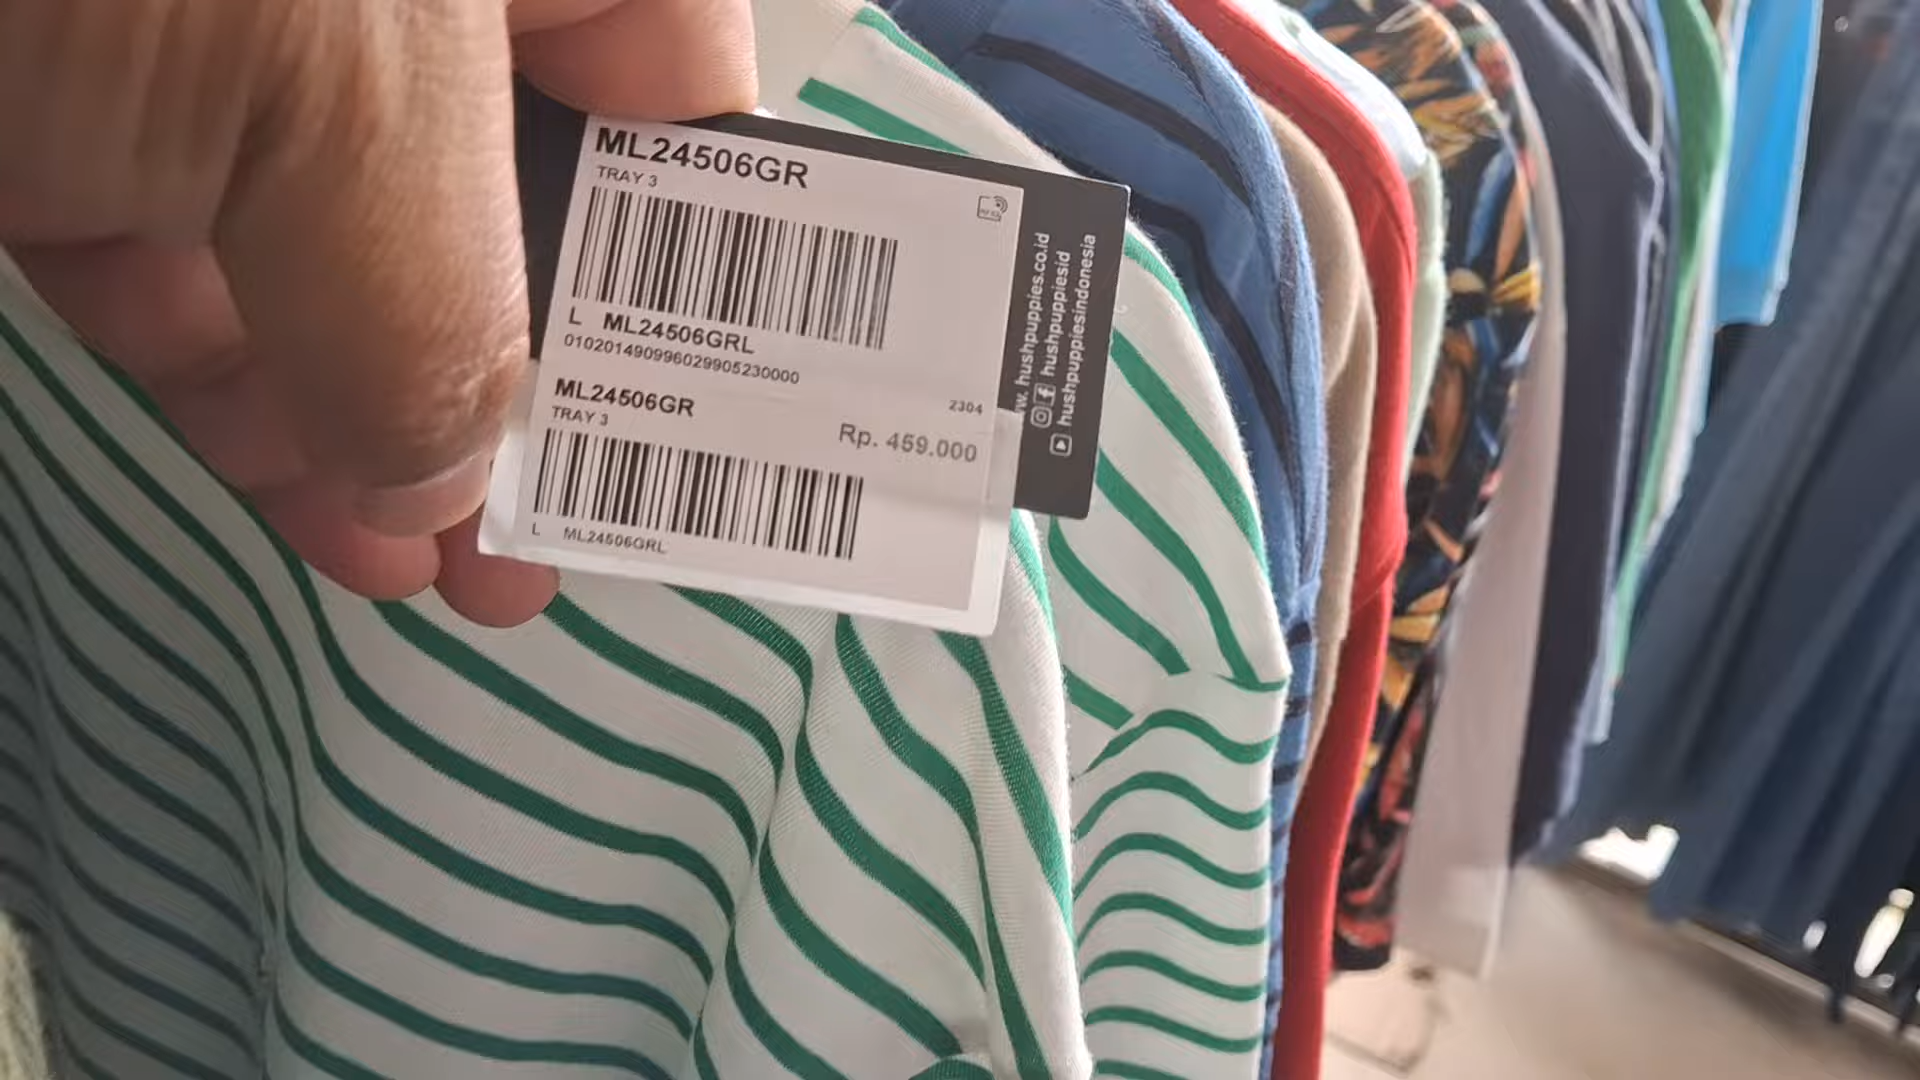 ML24506GR
TRAY 3
L ML24506GRL
010201490996029905230000
ML24506GR
TRAY 3
2304
Rp. 459.000
L ML24506GRL
hushpuppies.co.id
hushpuppiesid
hushpuppiesindonesia